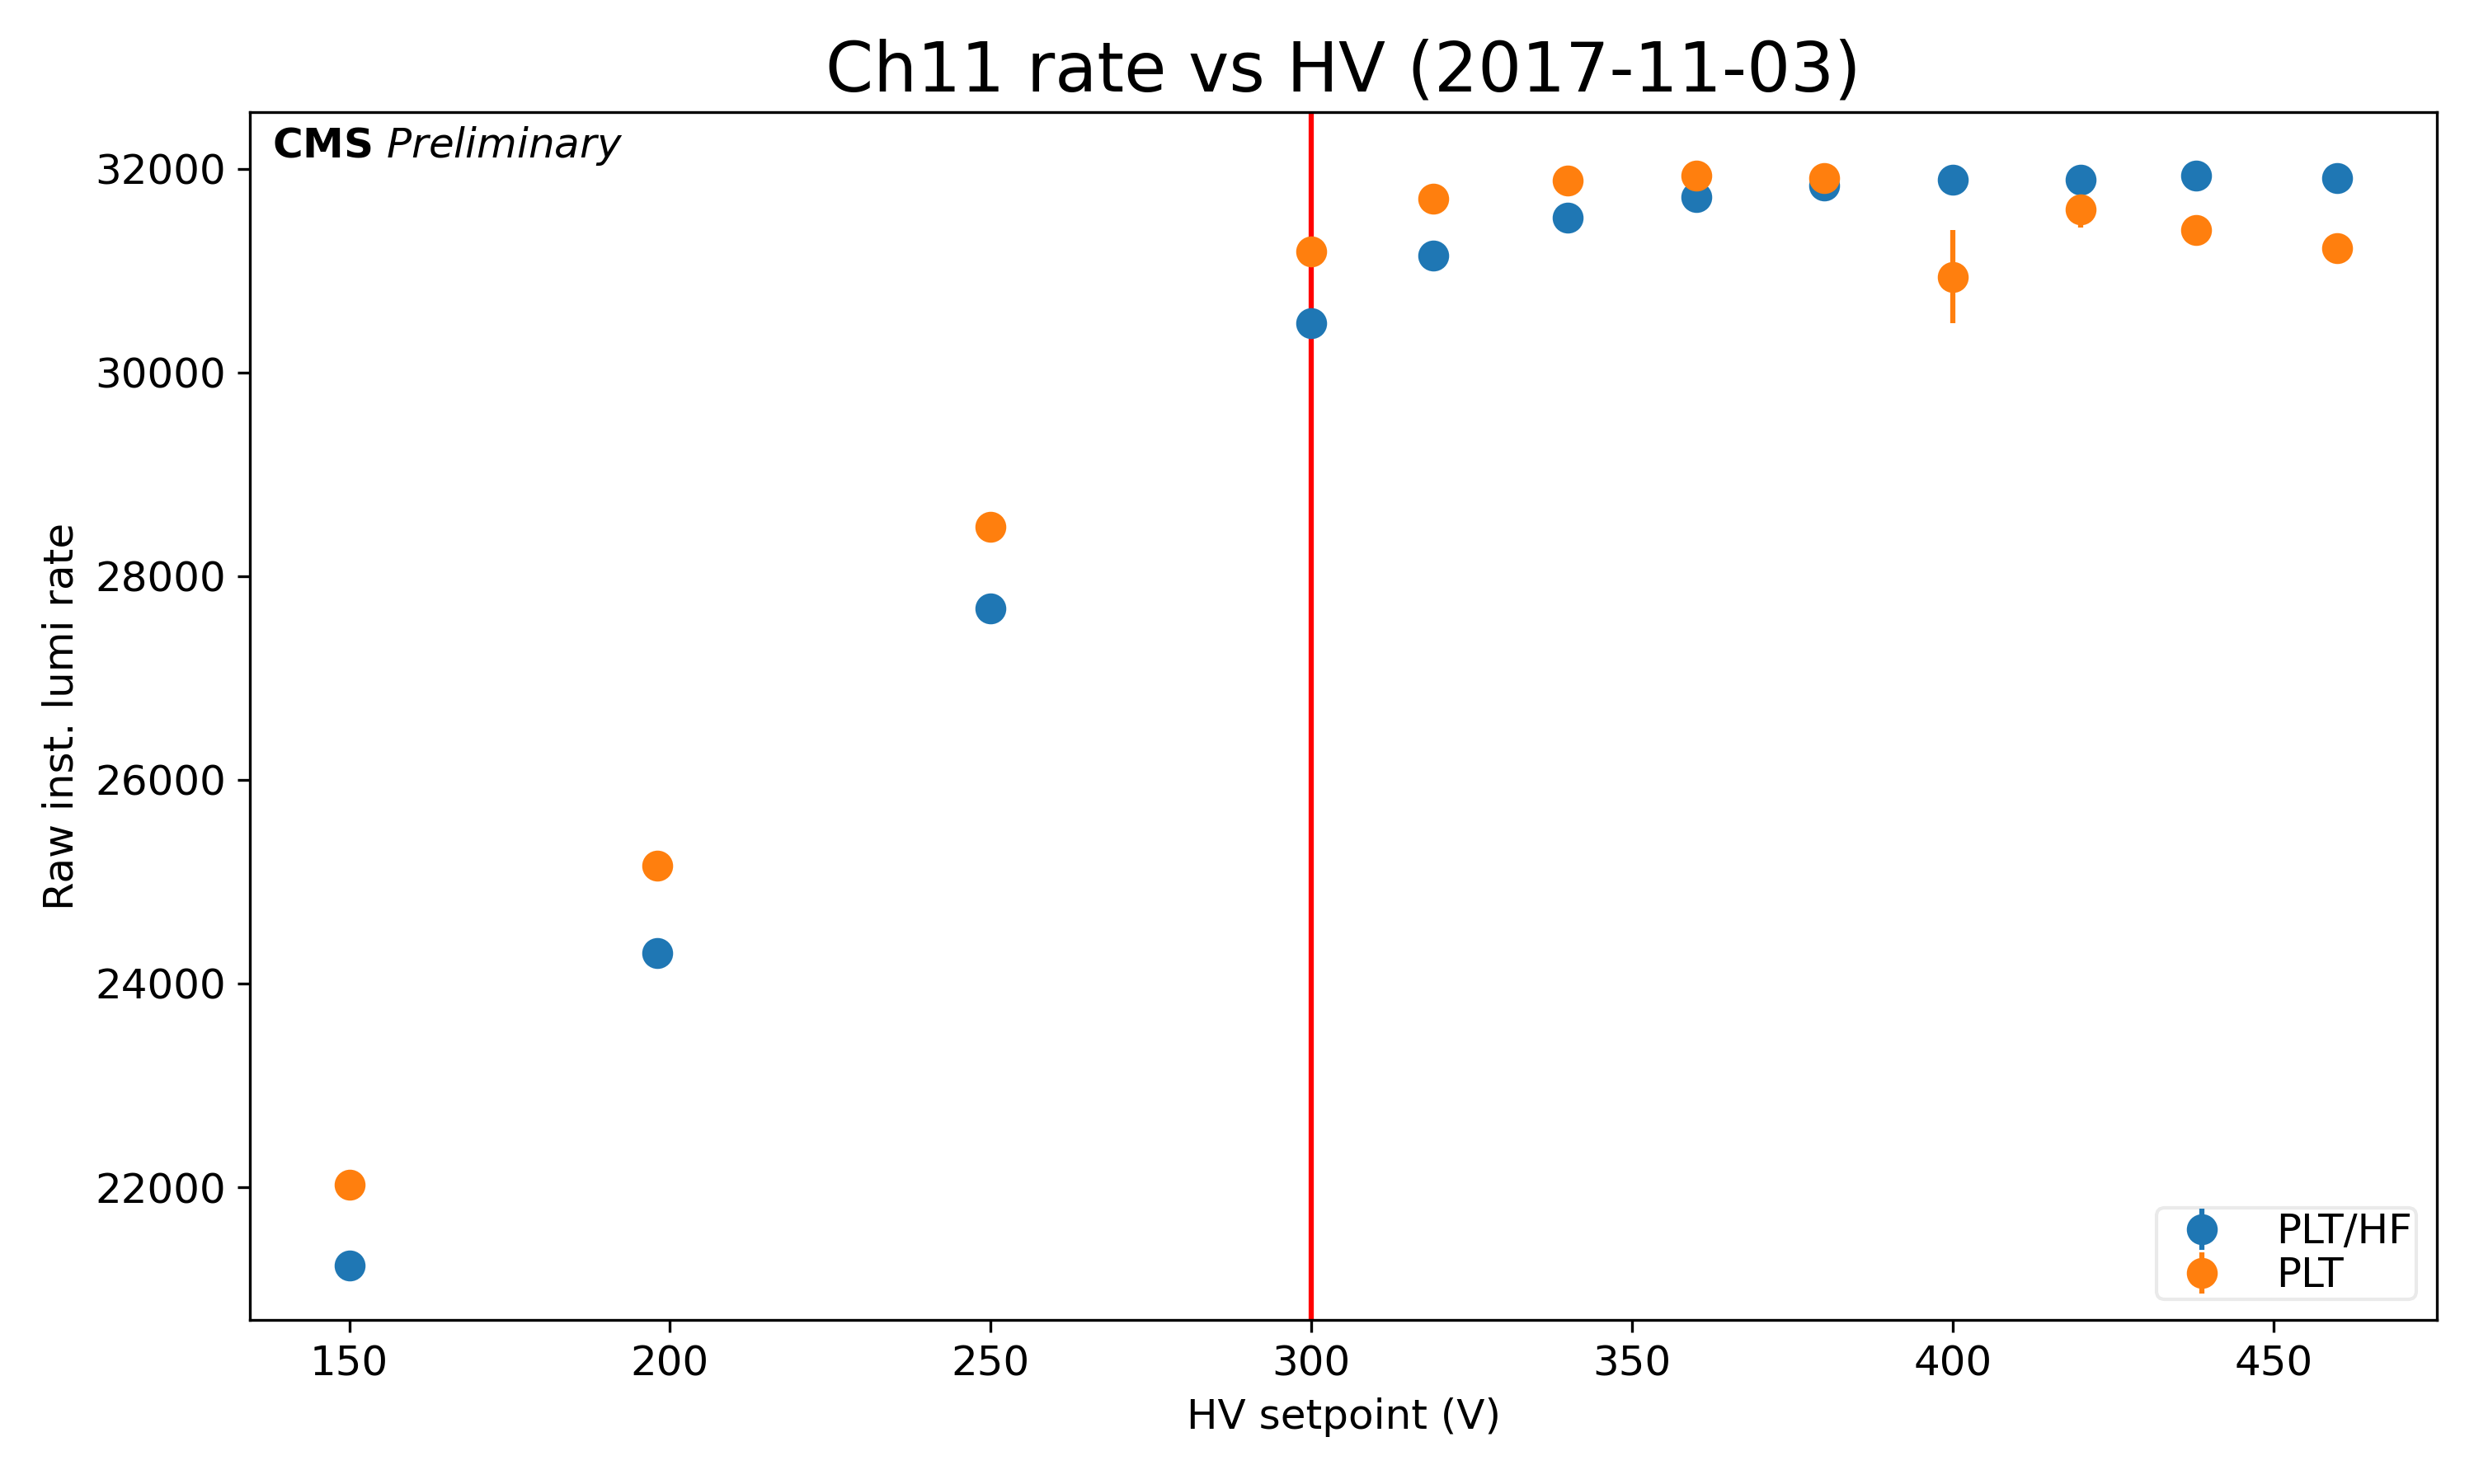 Ch11 rate vs HV (2017-11-03)
CMS Preliminary
32000
30000
28000
26000
24000
22000
Raw inst. lumi rate
PLT/HF
PLT
150 200 250 300 350 400 450
HV setpoint (V)